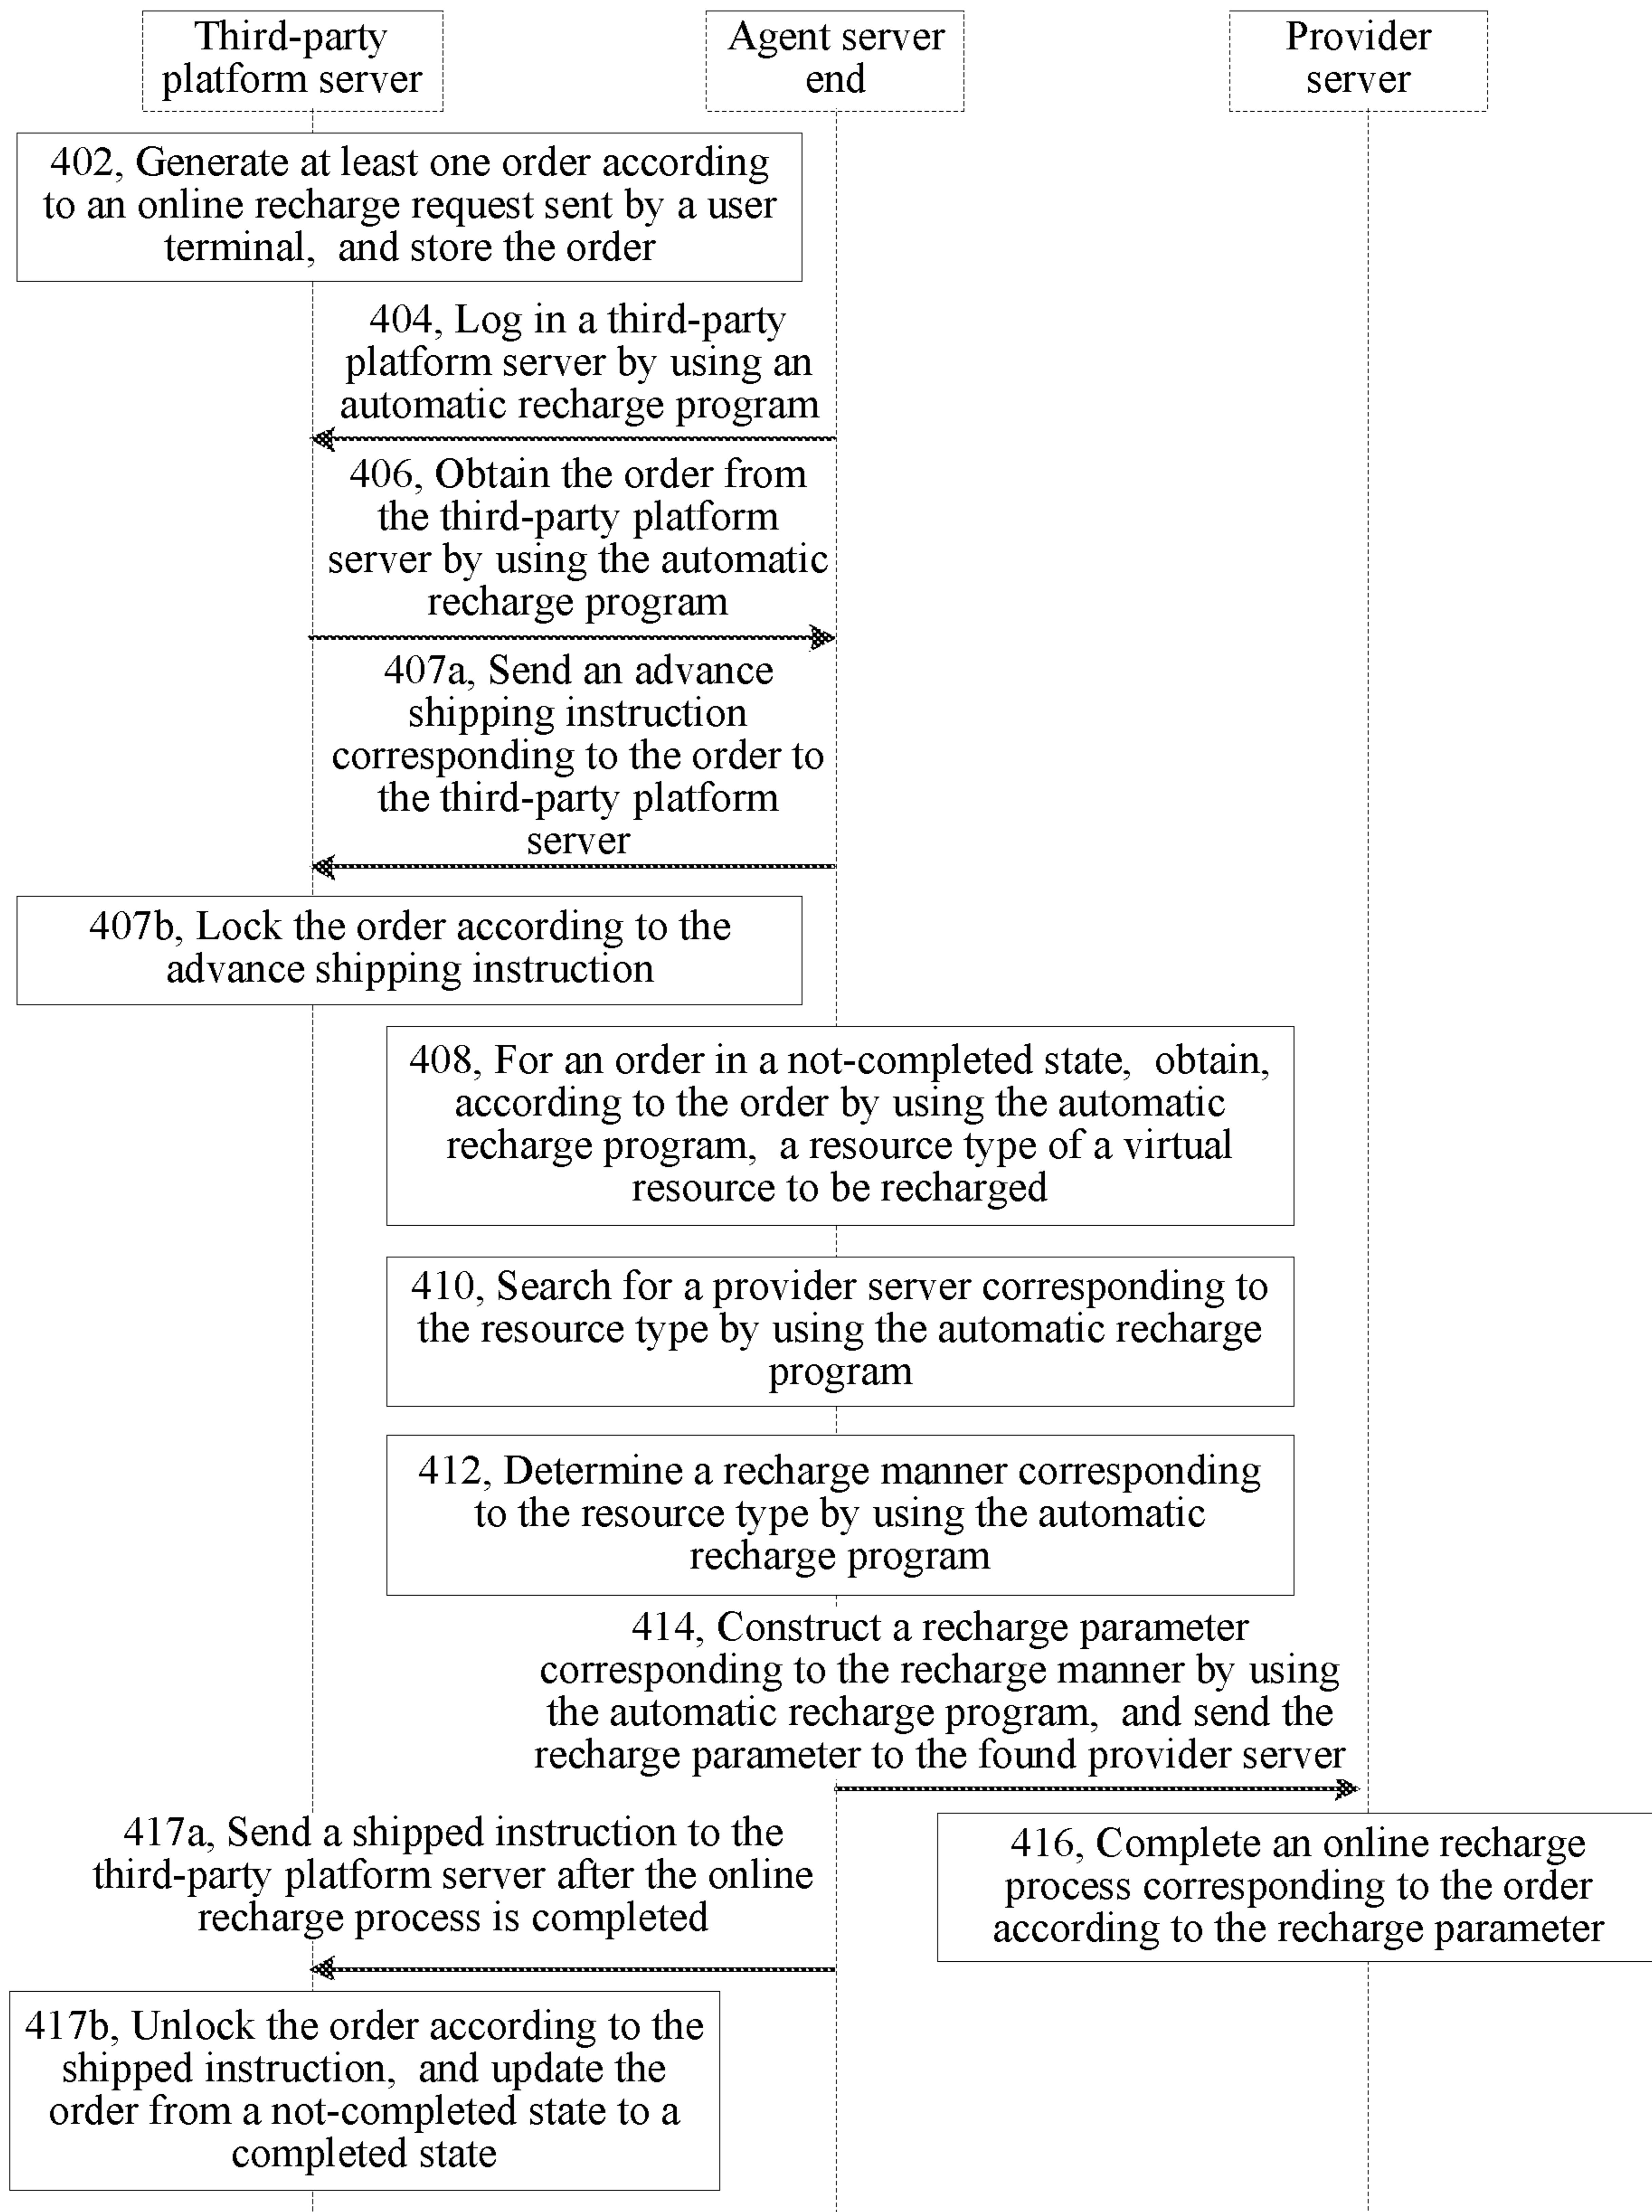 Third-party
platform server
Agent server
end
Provider
server
402, Generate at least one order according
to an online recharge request sent by a user
terminal, and store the order
404, Log in a third-party
platform server by using an
automatic recharge program
406, Obtain the order from
the third-party platform
server by using the automatic
recharge program
407a, Send an advance
shipping instruction
corresponding to the order to
the third-party platform
server
407b, Lock the order according to the
advance shipping instruction
408, For an order in a not-completed state, obtain,
according to the order by using the automatic
recharge program, a resource type of a virtual
resource to be recharged
410, Search for a provider server corresponding to
the resource type by using the automatic recharge
program
412, Determine a recharge manner corresponding
to the resource type by using the automatic
recharge program
414, Construct a recharge parameter
corresponding to the recharge manner by using
the automatic recharge program, and send the
recharge parameter to the found provider server
416, Complete an online recharge
process corresponding to the order
according to the recharge parameter
417a, Send a shipped instruction to the
third-party platform server after the online
recharge process is completed
417b, Unlock the order according to the
shipped instruction, and update the
order from a not-completed state to a
completed state